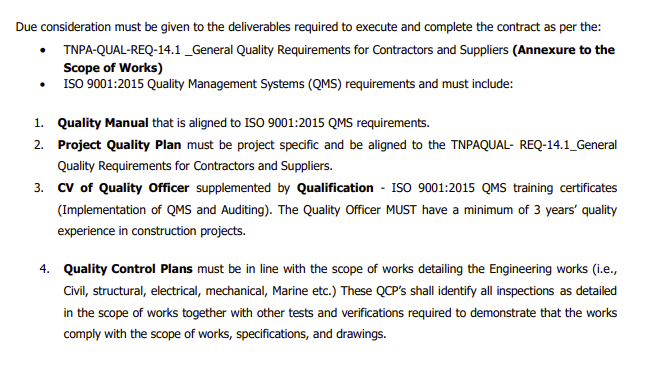 Due consideration must be given to the deliverables required to execute and complete the contract as per the:
• TNPA-QUAL-REQ-14.1 _General Quality Requirements for Contractors and Suppliers (Annexure to the
Scope of Works)
• ISO 9001:2015 Quality Management Systems (QMS) requirements and must include:
1. Quality Manual that is aligned to ISO 9001:2015 QMS requirements.
2. Project Quality Plan must be project specific and be aligned to the TNPAQUAL- REQ-14.1_General
Quality Requirements for Contractors and Suppliers.
3. CV of Quality Officer supplemented by Qualification - ISO 9001:2015 QMS training certificates
(Implementation of QMS and Auditing). The Quality Officer MUST have a minimum of 3 years’ quality
experience in construction projects.
4. Quality Control Plans must be in line with the scope of works detailing the Engineering works (i.e.,
Civil, structural, electrical, mechanical, Marine etc.) These QCP’s shall identify all inspections as detailed
in the scope of works together with other tests and verifications required to demonstrate that the works
comply with the scope of works, specifications, and drawings.